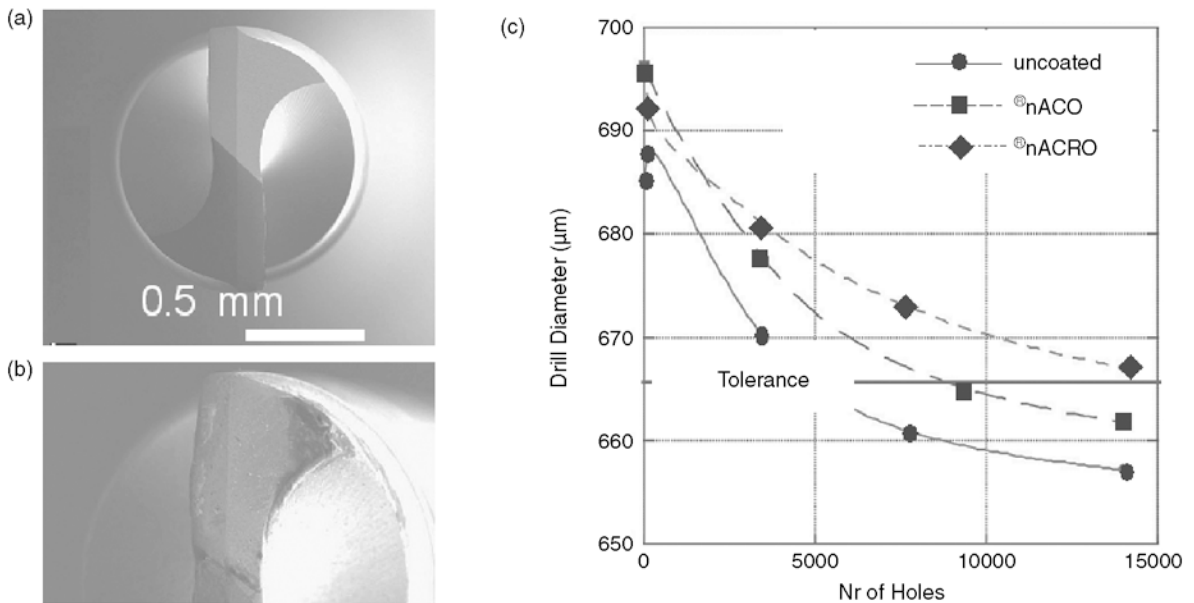 (a)
0.5 mm
(b)
(c)
700
690
680
670
660
650
Drill Diameter (µm)
uncoated
®nACO
®nACRO
Tolerance
0
5000
10000
15000
Nr of Holes